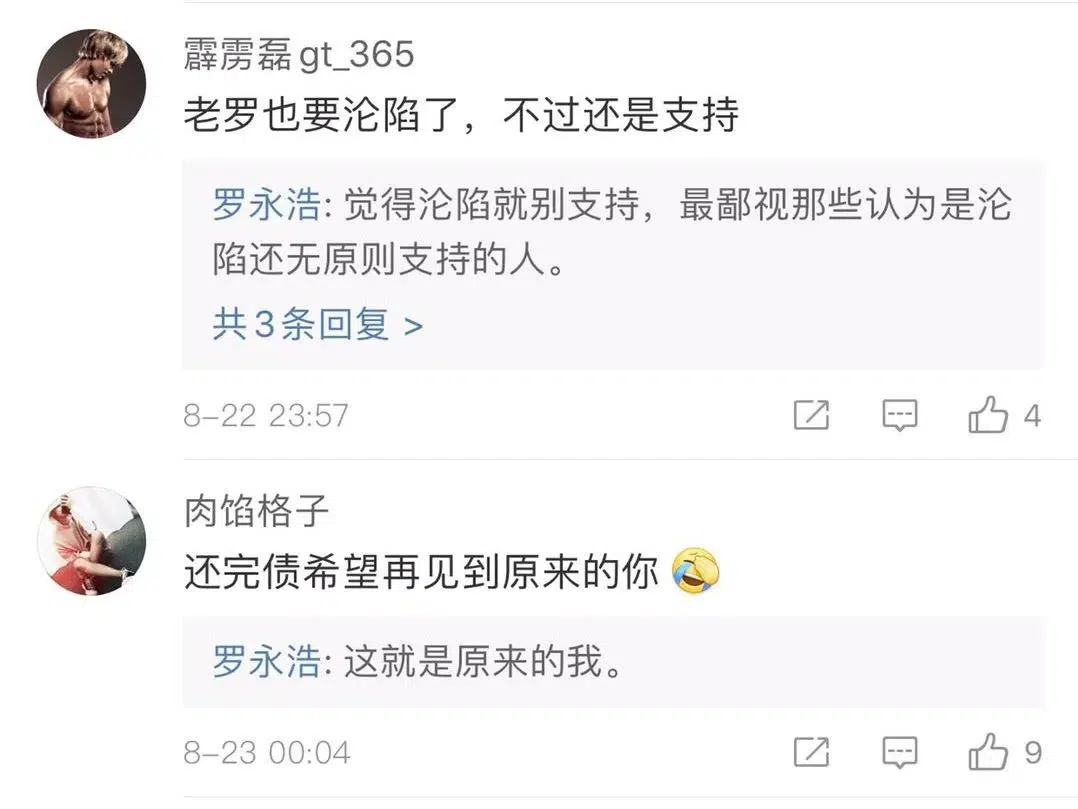 霹雳磊gt_365
老罗也要沦陷了，不过还是支持
罗永浩: 觉得沦陷就别支持，最鄙视那些认为是沦
陷还无原则支持的人。
共3条回复 >
8-22 23:57
4
肉馅格子
还完债希望再见到原来的你 🤣
罗永浩: 这就是原来的我。
8-23 00:04
9